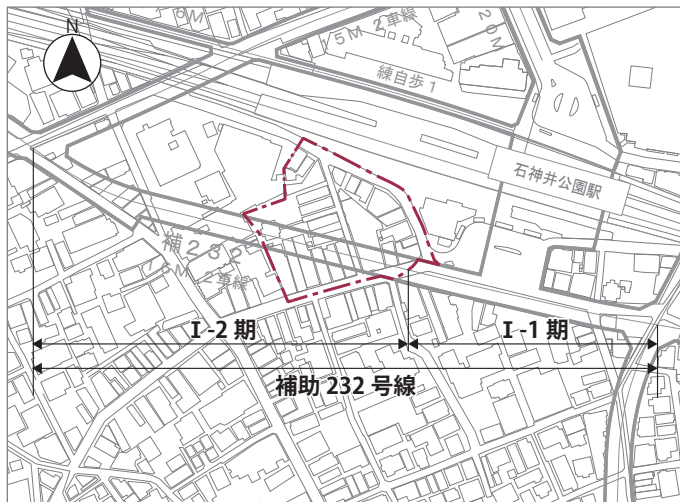 N
6M
15M 2車線
20M
練自歩1
石神井公園駅
補232
16M 2車線
Ⅰ-2 期
Ⅰ-1 期
補助 232 号線